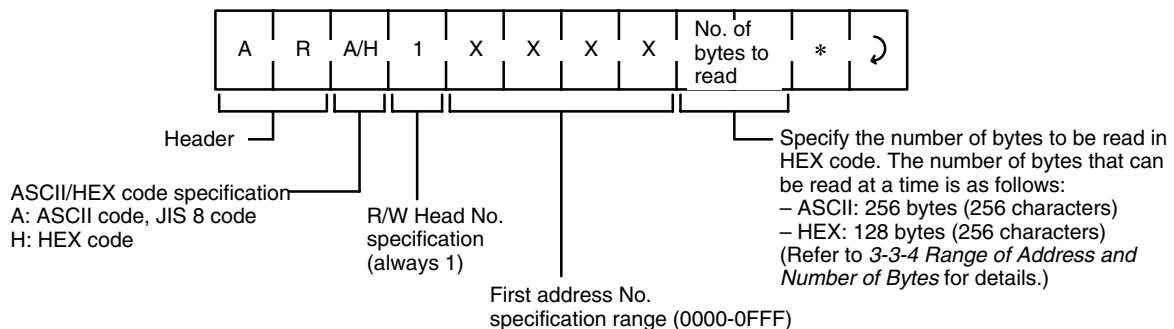 A R A/H 1 X X X X No. of bytes to read * ⤸
Header
ASCII/HEX code specification
A: ASCII code, JIS 8 code
H: HEX code
R/W Head No.
specification
(always 1)
First address No.
specification range (0000-0FFF)
Specify the number of bytes to be read in
HEX code. The number of bytes that can
be read at a time is as follows:
– ASCII: 256 bytes (256 characters)
– HEX: 128 bytes (256 characters)
(Refer to 3-3-4 Range of Address and
Number of Bytes for details.)